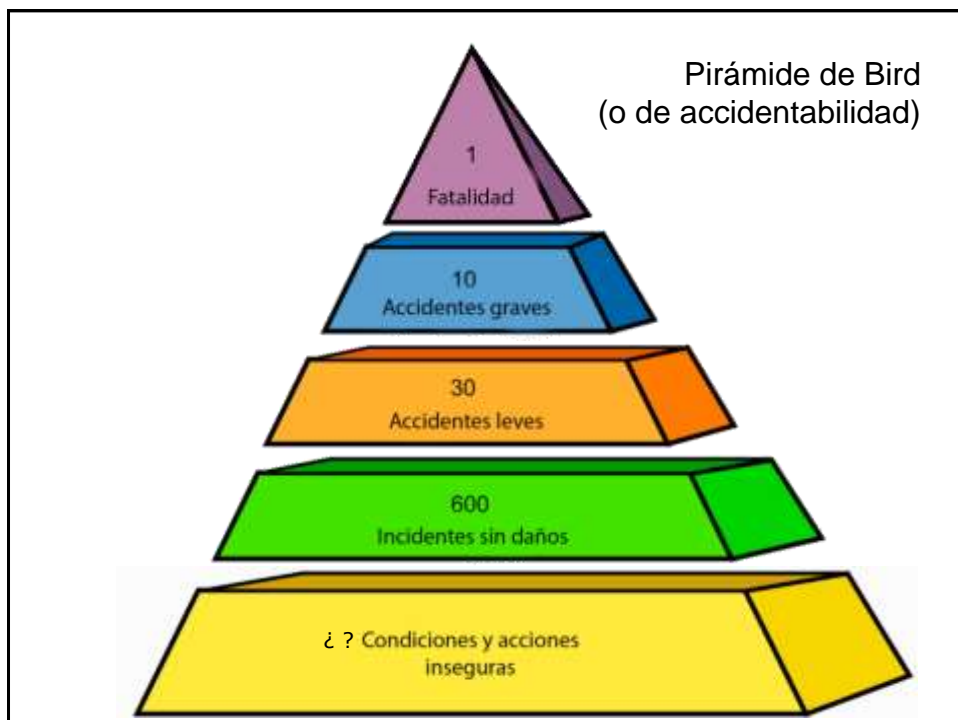 Pirámide de Bird
(o de accidentabilidad)
1
Fatalidad
10
Accidentes graves
30
Accidentes leves
600
Incidentes sin daños
¿ ? Condiciones y acciones
inseguras